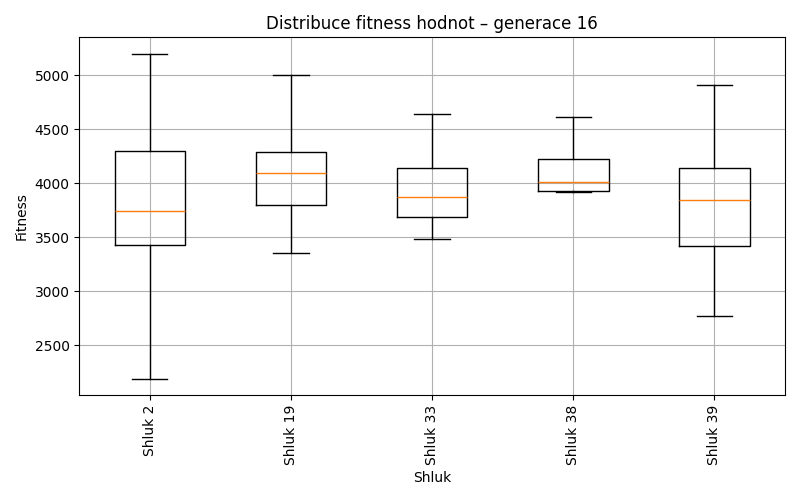 Distribuce fitness hodnot – generace 16
Fitness
5000
4500
4000
3500
3000
2500
Shluk 2
Shluk 19
Shluk 33
Shluk 38
Shluk 39
Shluk